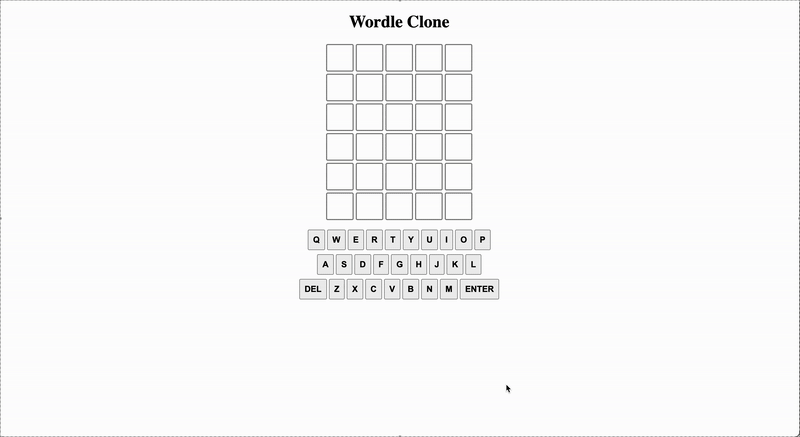 Wordle Clone
Q W E R T Y U I O P
A S D F G H J K L
DEL Z X C V B N M ENTER